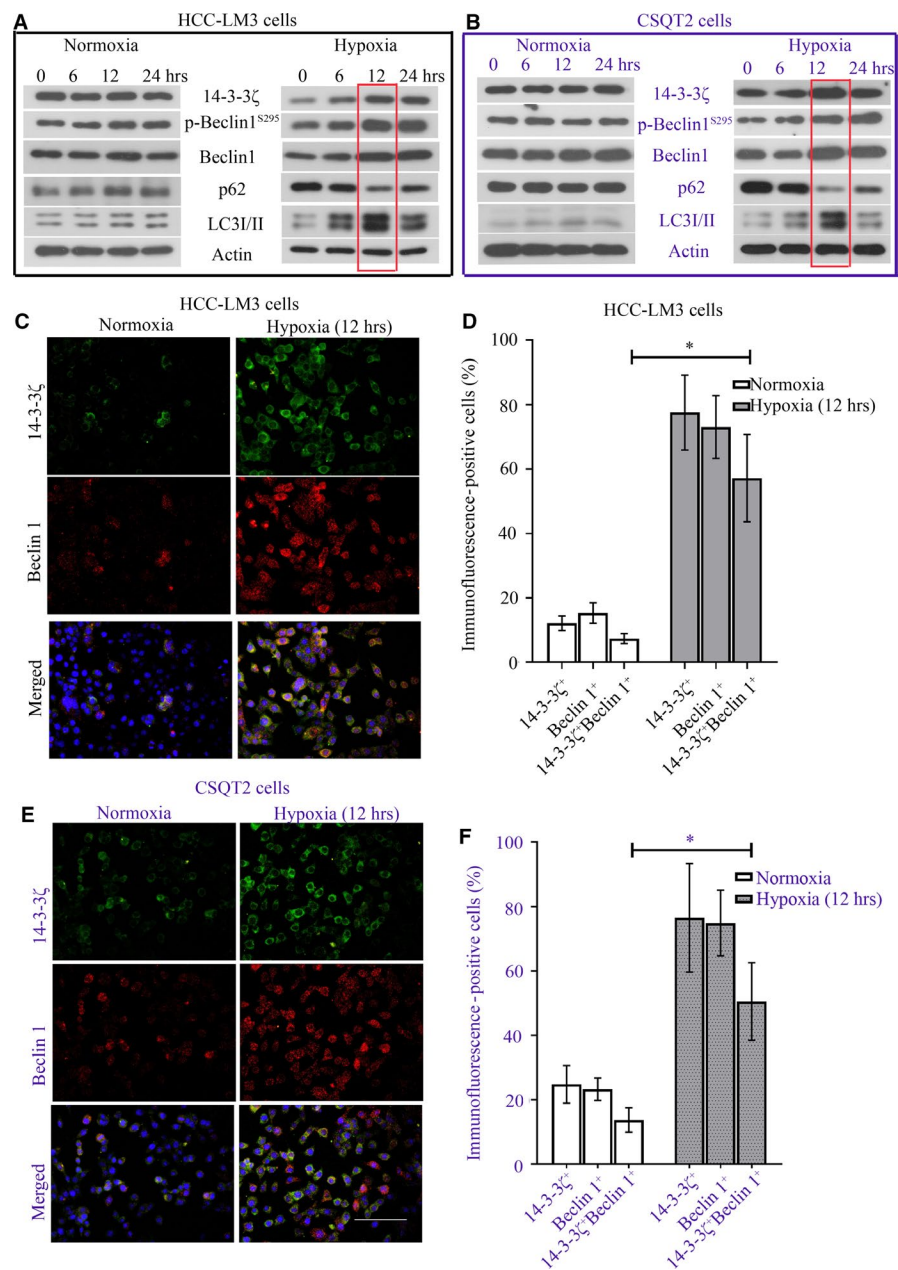 A
HCC-LM3 cells
Normoxia
Hypoxia
0 6 12 24 hrs
0 6 12 24 hrs
14-3-3ζ
p-Beclin1S295
Beclin1
p62
LC3I/II
Actin
B
CSQT2 cells
Normoxia
Hypoxia
0 6 12 24 hrs
0 6 12 24 hrs
14-3-3ζ
p-Beclin1S295
Beclin1
p62
LC3I/II
Actin
C
HCC-LM3 cells
Normoxia
Hypoxia (12 hrs)
14-3-3ζ
Beclin 1
Merged
D
HCC-LM3 cells
Immunofluorescence-positive cells (%)
100
80
60
40
20
0
*
Normoxia
Hypoxia (12 hrs)
14-3-3ζ+
Beclin 1+
14-3-3ζ+Beclin 1+
14-3-3ζ+
Beclin 1+
14-3-3ζ+Beclin 1+
CSQT2 cells
E
Normoxia
Hypoxia (12 hrs)
14-3-3ζ
Beclin 1
Merged
F
Immunofluorescence-positive cells (%)
100
80
60
40
20
0
*
Normoxia
Hypoxia (12 hrs)
14-3-3ζ+
Beclin 1+
14-3-3ζ+Beclin 1+
14-3-3ζ+
Beclin 1+
14-3-3ζ+Beclin 1+